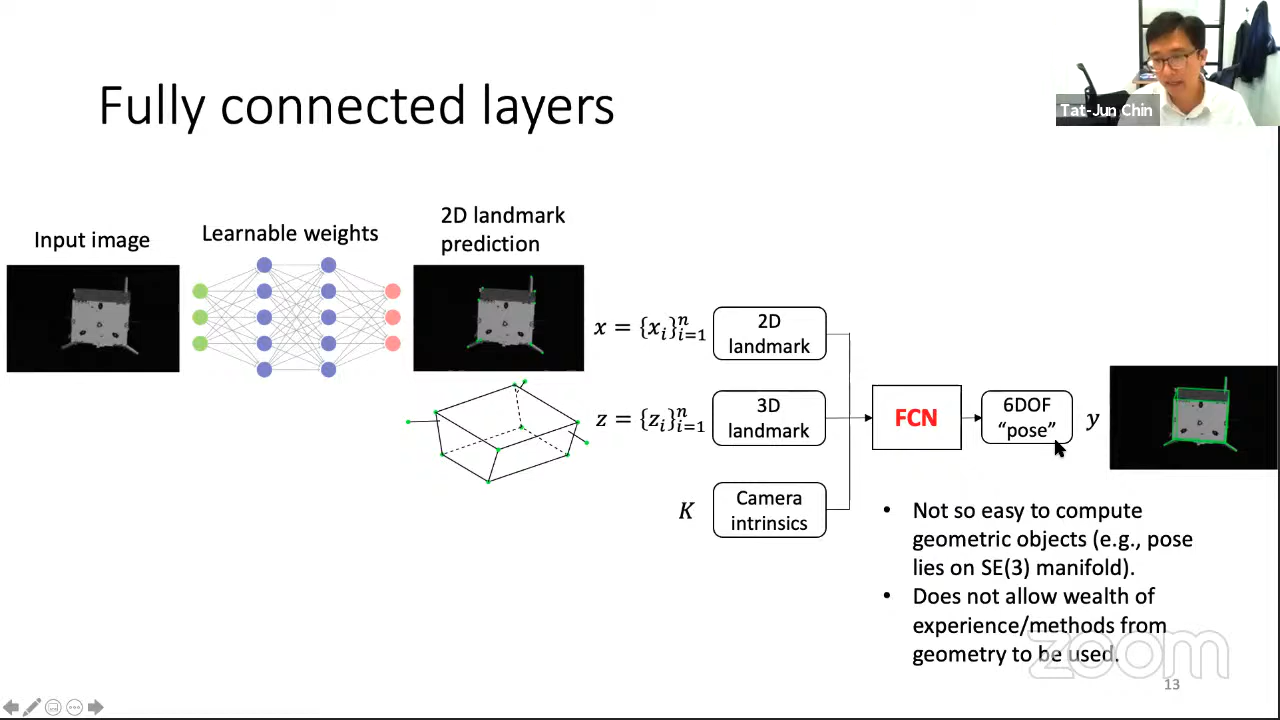 Tat-Jun Chin
Fully connected layers
Input image
Learnable weights
2D landmark
prediction
x = {x_i}_{i=1}^n
2D
landmark
z = {z_i}_{i=1}^n
3D
landmark
K
Camera
intrinsics
FCN
6DOF
“pose”
y
• Not so easy to compute
geometric objects (e.g., pose
lies on SE(3) manifold).
• Does not allow wealth of
experience/methods from
geometry to be used.
zoom
13